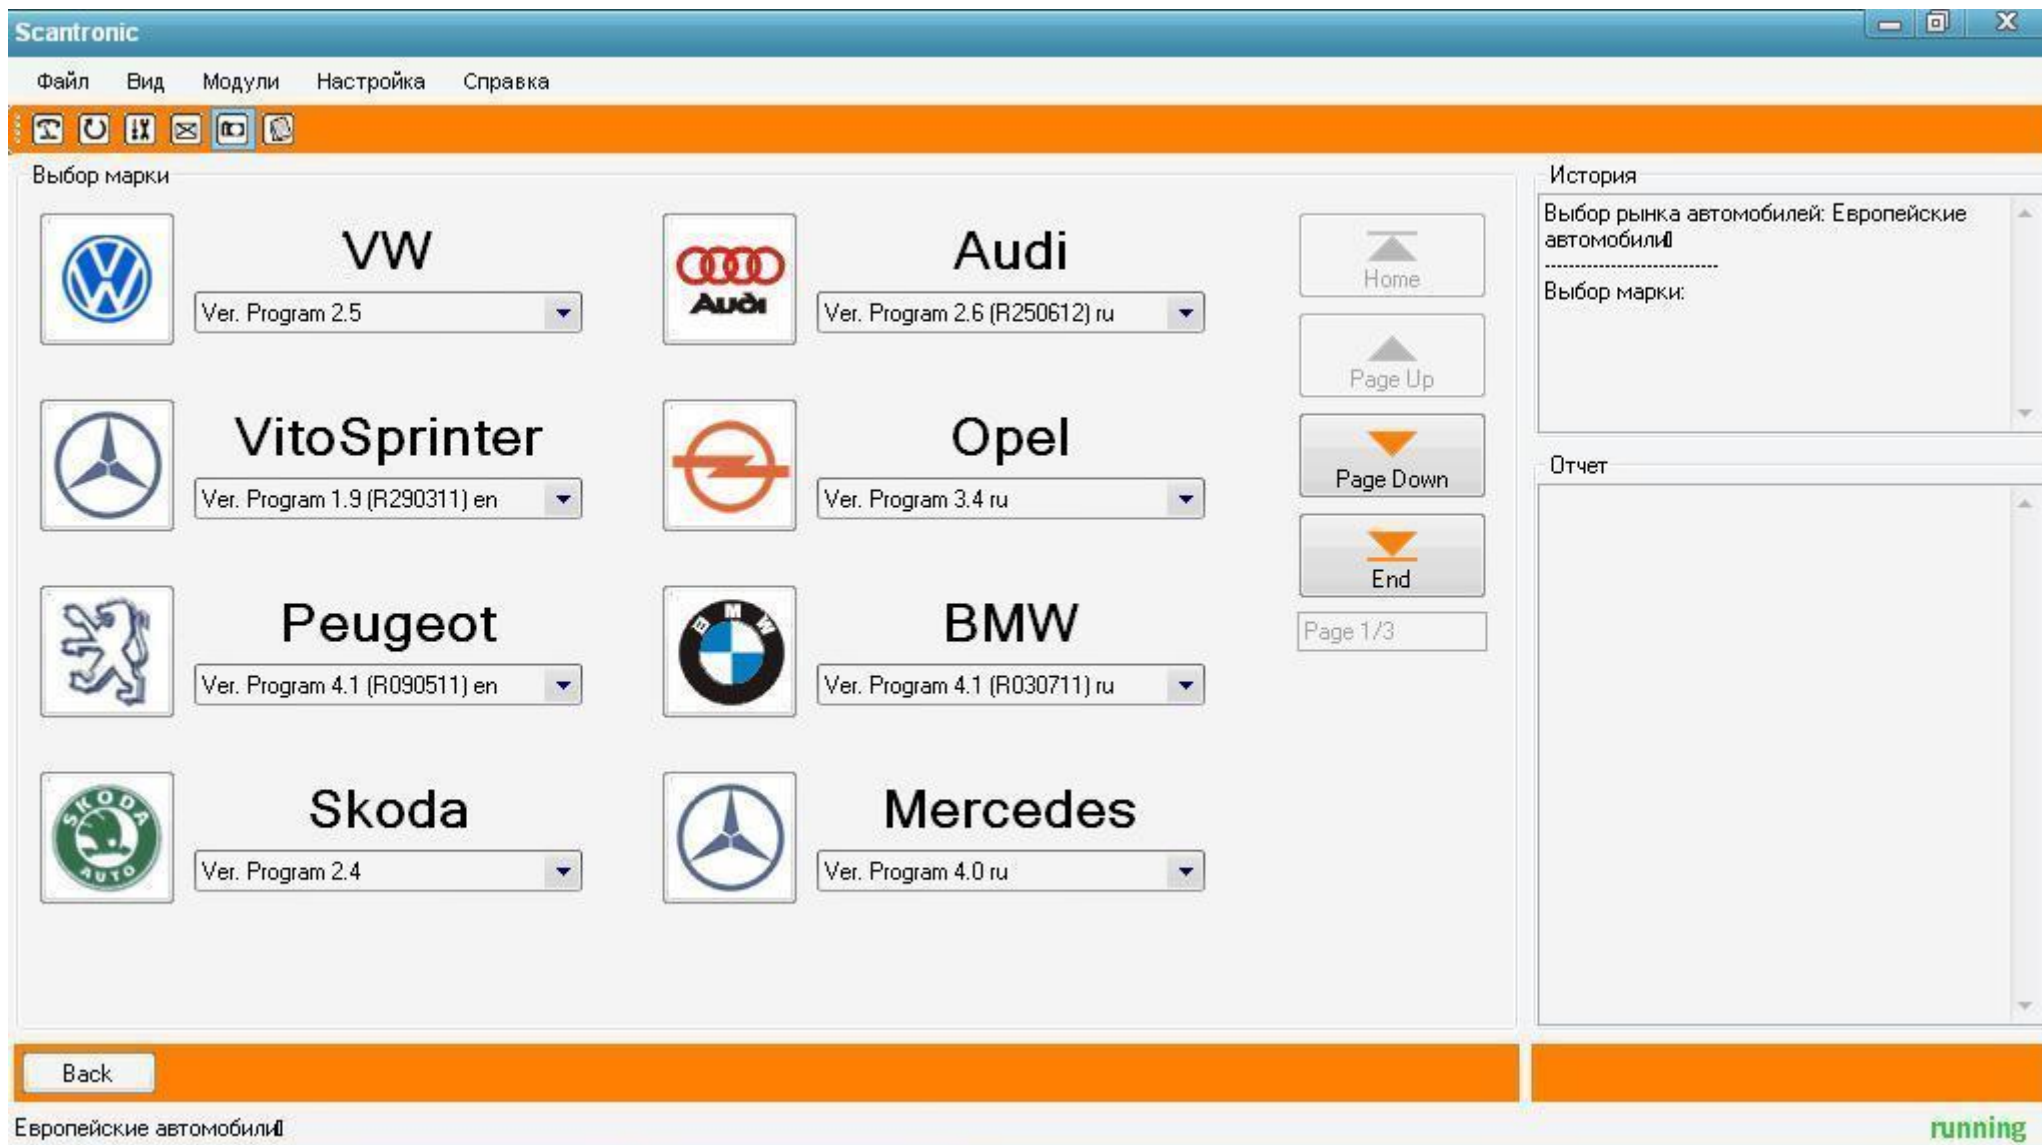 Scantronic
Файл Вид Модули Настройка Справка
Выбор марки
VW
Ver. Program 2.5
Audi
Audi
Ver. Program 2.6 (R250612) ru
VitoSprinter
Ver. Program 1.9 (R290311) en
Opel
Ver. Program 3.4 ru
Peugeot
Ver. Program 4.1 (R090511) en
BMW
BMW
Ver. Program 4.1 (R030711) ru
SKODA
AUTO
Skoda
Ver. Program 2.4
Mercedes
Ver. Program 4.0 ru
Home
Page Up
Page Down
End
Page 1/3
История
Выбор рынка автомобилей: Европейские
автомобили
-----------------------------
Выбор марки:
Отчет
Back
Европейские автомобили
running